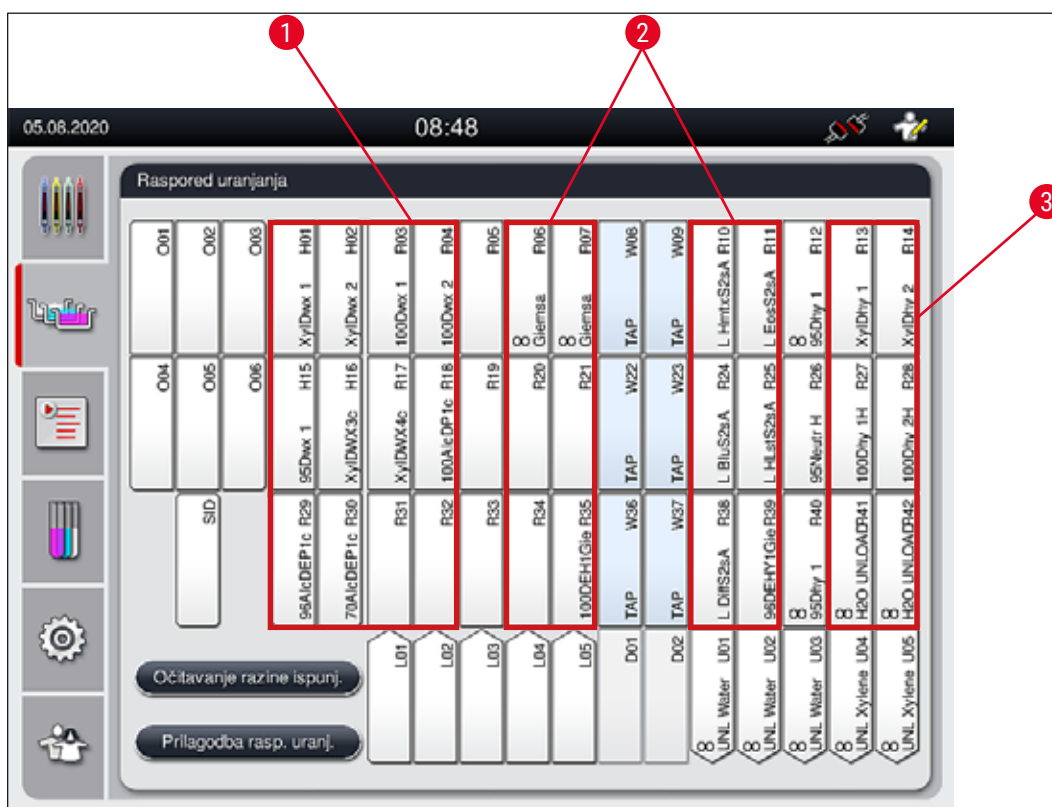 1 2
3
05.08.2020 08:48
Raspored uranjanja
O01 O02 O03 H01 H02 R03 R04 R05 R06 R07 W08 W09 R10 R11 R12 R13 R14
XylDwx 1 XylDwx 2 100Dwx 1 100Dwx 2 ∞ Giemsa ∞ Giemsa TAP TAP L HmtxS2sA L EosS2sA ∞ 95Dhy 1 XylDhy 1 XylDhy 2
O04 O05 O06 H15 H16 R17 R18 R19 R20 R21 W22 W23 R24 R25 R26 R27 R28
95Dwx 1 XylDWX3c XylDWX4c 100AlcDP1c TAP TAP L BluS2sA L HLstS2sA 95Neutr H 100Dhy 1H 100Dhy 2H
SID R29 R30 R31 R32 R33 R34 R35 W36 W37 R38 R39 R40 R41 R42
96AlcDEP1c 70AlcDEP1c 100DEH1Gie TAP TAP L DiffS2sA 96DEHY1Gie ∞ 95Dhy 1 ∞ H2O UNLOAD ∞ H2O UNLOAD
L01 L02 L03 L04 L05 D01 D02 U01 U02 U03 U04 U05
∞ UNL Water ∞ UNL Water ∞ UNL Water ∞ UNL Xylene ∞ UNL Xylene
Očitavanje razine ispunj.
Prilagodba rasp. uranj.